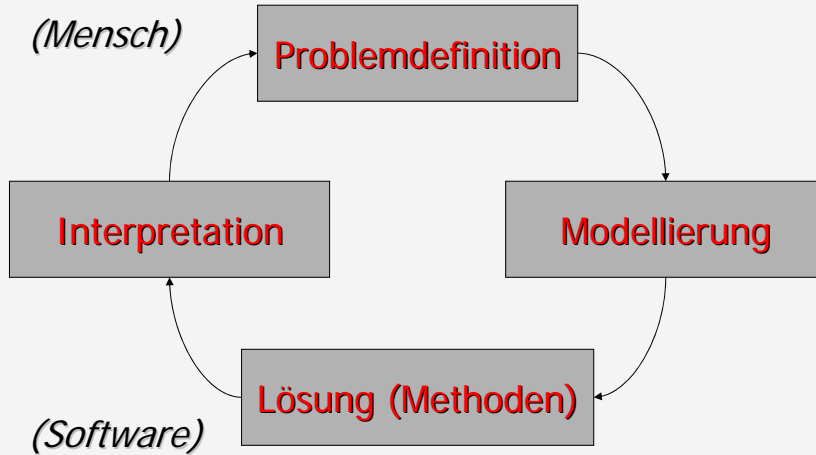 (Mensch)
Problemdefinition
Interpretation
Modellierung
Lösung (Methoden)
(Software)